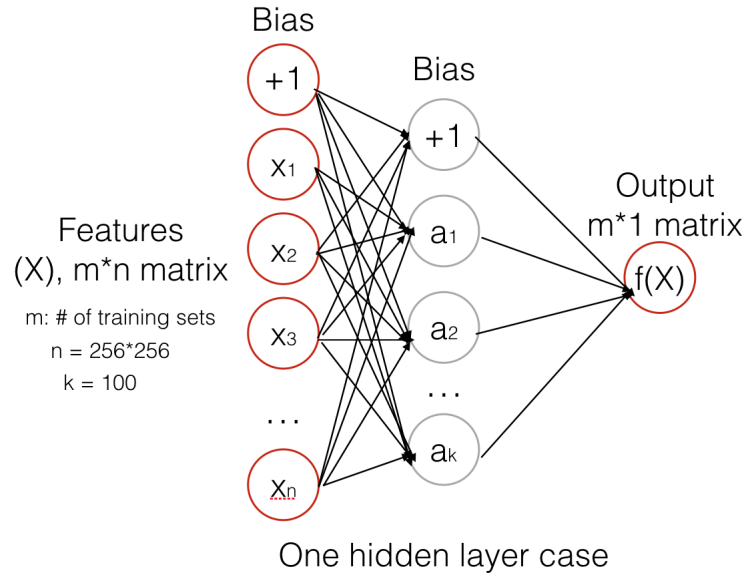 Bias
+1
x1
x2
x3
...
xn
Features
(X), m*n matrix
m: # of training sets
n = 256*256
k = 100
Bias
+1
a1
a2
...
ak
Output
m*1 matrix
f(X)
One hidden layer case